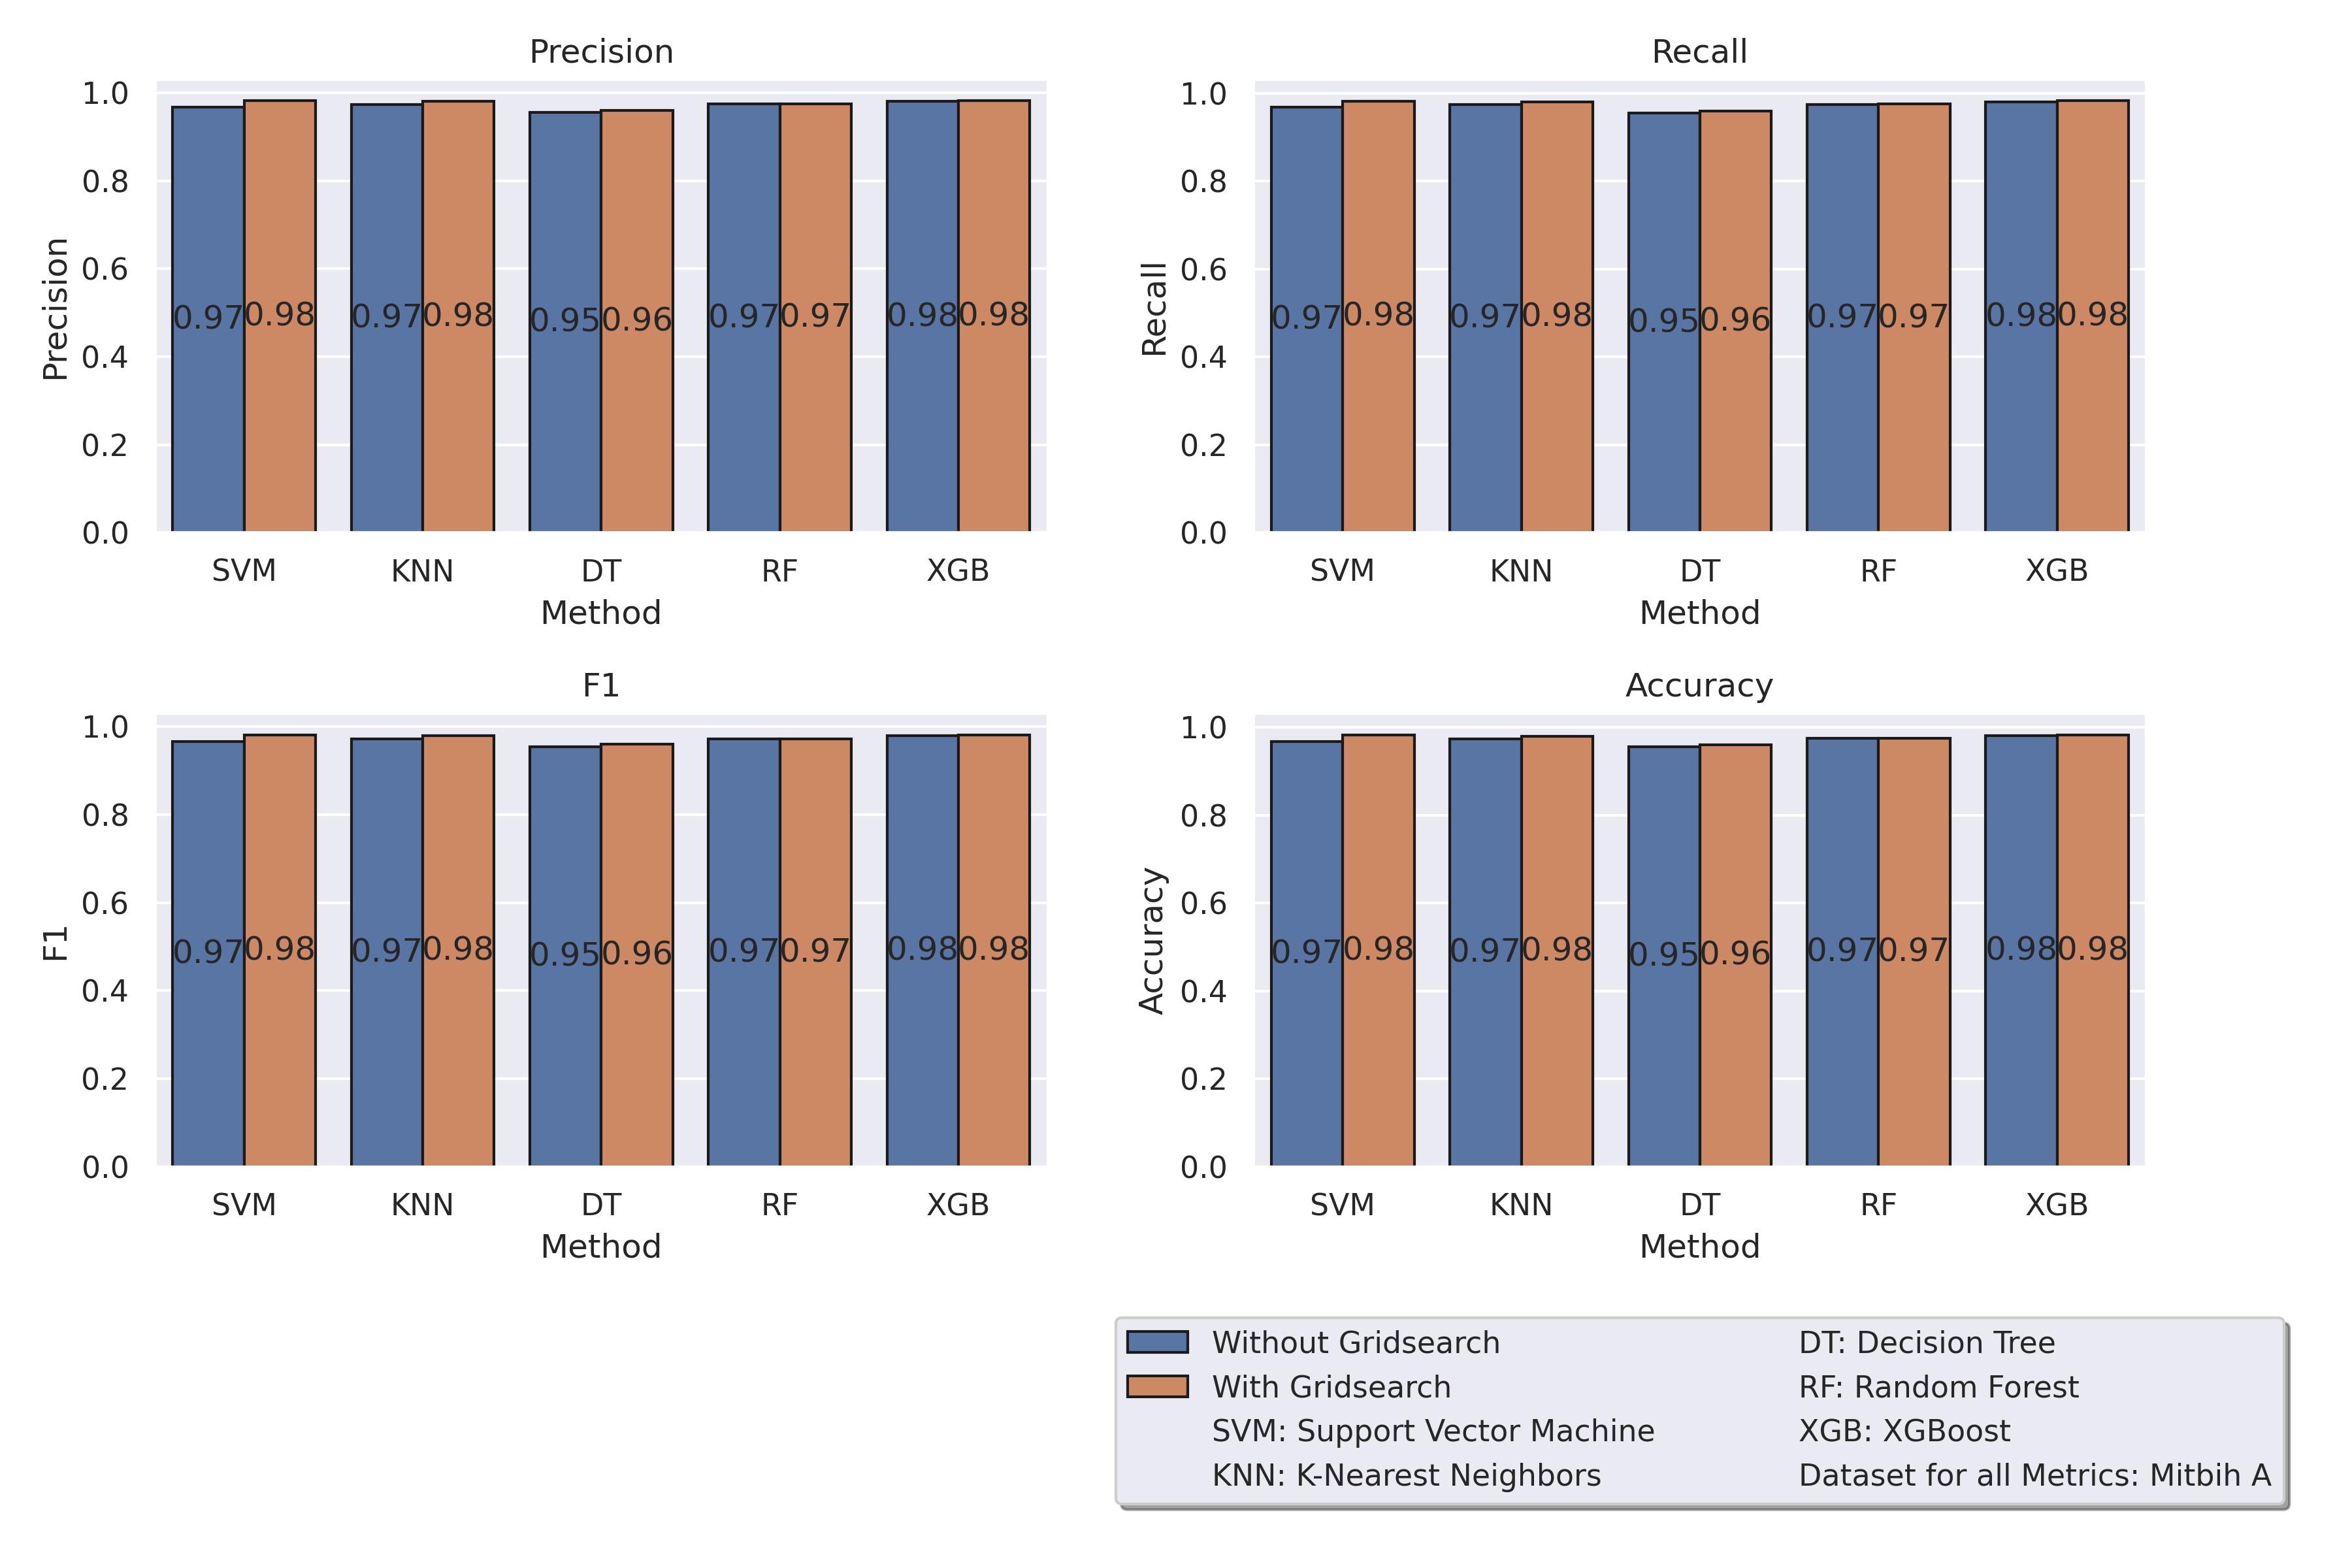 Precision
Precision
1.0
0.8
0.6
0.4
0.2
0.0
0.97 0.98 0.97 0.98 0.95 0.96 0.97 0.97 0.98 0.98
SVM KNN DT RF XGB
Method
Recall
Recall
1.0
0.8
0.6
0.4
0.2
0.0
0.97 0.98 0.97 0.98 0.95 0.96 0.97 0.97 0.98 0.98
SVM KNN DT RF XGB
Method
F1
F1
1.0
0.8
0.6
0.4
0.2
0.0
0.97 0.98 0.97 0.98 0.95 0.96 0.97 0.97 0.98 0.98
SVM KNN DT RF XGB
Method
Accuracy
Accuracy
1.0
0.8
0.6
0.4
0.2
0.0
0.97 0.98 0.97 0.98 0.95 0.96 0.97 0.97 0.98 0.98
SVM KNN DT RF XGB
Method
Without Gridsearch
With Gridsearch
SVM: Support Vector Machine
KNN: K-Nearest Neighbors
DT: Decision Tree
RF: Random Forest
XGB: XGBoost
Dataset for all Metrics: Mitbih A